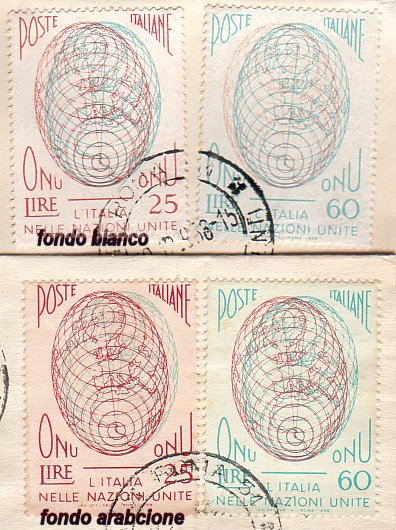 POSTE ITALIANE
ONU ONU
LIRE 25
L'ITALIA
NELLE NAZIONI UNITE
POSTE ITALIANE
ONU
LIRE 60
L'ITALIA
NELLE NAZIONI UNITE
fondo bianco
POSTE ITALIANE
ONU ONU
LIRE 25
L'ITALIA
NELLE NAZIONI UNITE
POSTE ITALIANE
ONU ONU
LIRE 60
L'ITALIA
NELLE NAZIONI UNITE
fondo arabcione